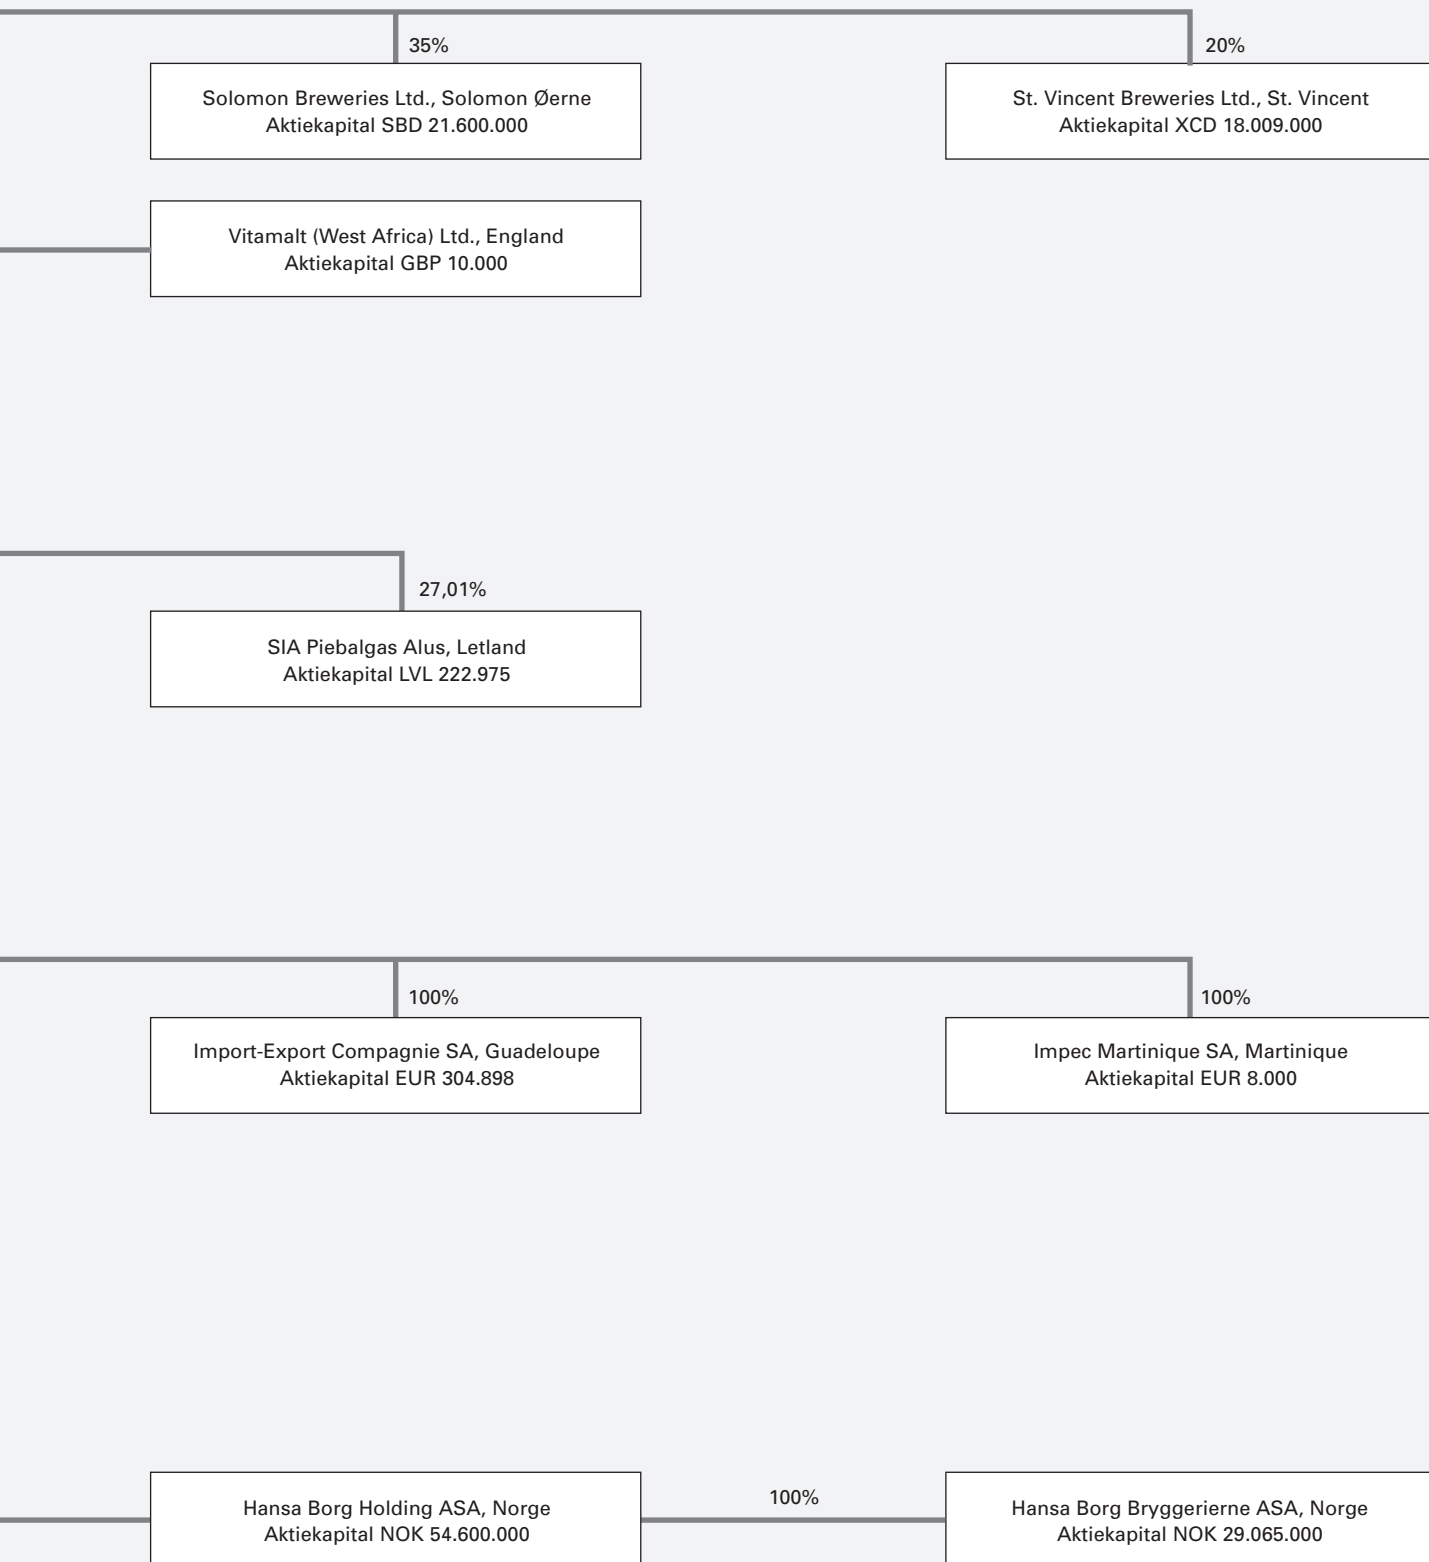 35%
20%
Solomon Breweries Ltd., Solomon Øerne
Aktiekapital SBD 21.600.000
St. Vincent Breweries Ltd., St. Vincent
Aktiekapital XCD 18.009.000
Vitamalt (West Africa) Ltd., England
Aktiekapital GBP 10.000
27,01%
SIA Piebalgas Alus, Letland
Aktiekapital LVL 222.975
100%
100%
Import-Export Compagnie SA, Guadeloupe
Aktiekapital EUR 304.898
Impec Martinique SA, Martinique
Aktiekapital EUR 8.000
Hansa Borg Holding ASA, Norge
Aktiekapital NOK 54.600.000
100%
Hansa Borg Bryggerierne ASA, Norge
Aktiekapital NOK 29.065.000